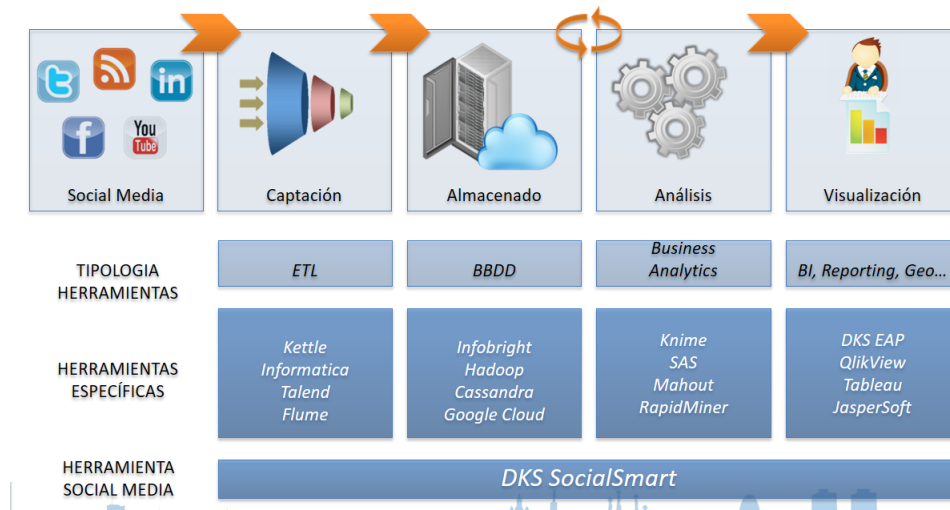 You
Tube
Social Media
Captación
Almacenado
Análisis
Visualización
TIPOLOGIA
HERRAMIENTAS
ETL
BBDD
Business
Analytics
BI, Reporting, Geo...
HERRAMIENTAS
ESPECÍFICAS
Kettle
Informatica
Talend
Flume
Infobright
Hadoop
Cassandra
Google Cloud
Knime
SAS
Mahout
RapidMiner
DKS EAP
QlikView
Tableau
JasperSoft
HERRAMIENTA
SOCIAL MEDIA
DKS SocialSmart